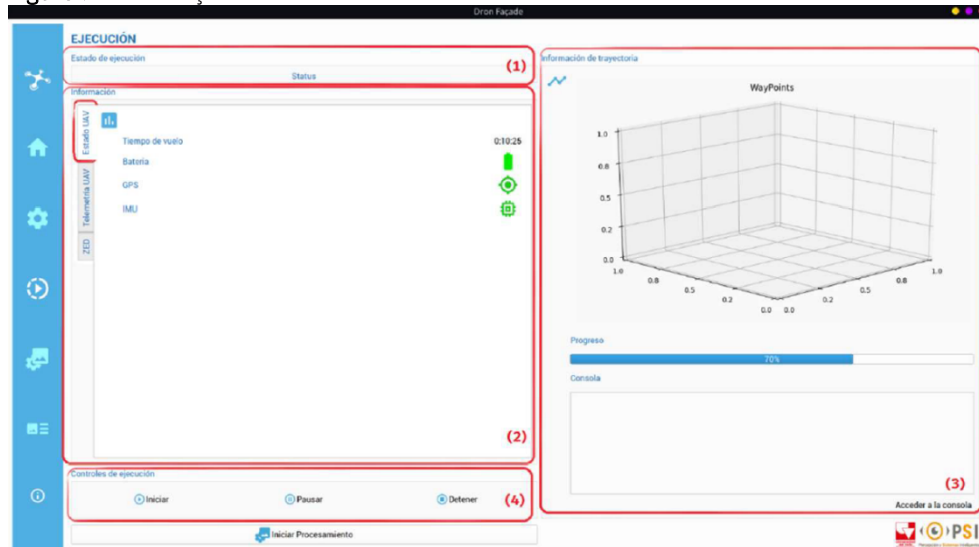 Dron Façade
EJECUCIÓN
Estado de ejecución
Status
(1)
Información
Estado UAV
Telemetría UAV
ZED
Tiempo de vuelo
0:10:25
Batería
GPS
IMU
(2)
Controles de ejecución
Iniciar
Pausar
Detener
(4)
Iniciar Procesamiento
Información de trayectoria
WayPoints
1.0
0.8
0.5
0.2
0.0
1.0
0.8
0.5
0.2
0.0
0.0
0.2
0.5
0.8
1.0
Progreso
70%
Consola
(3)
Acceder a la consola
PSI